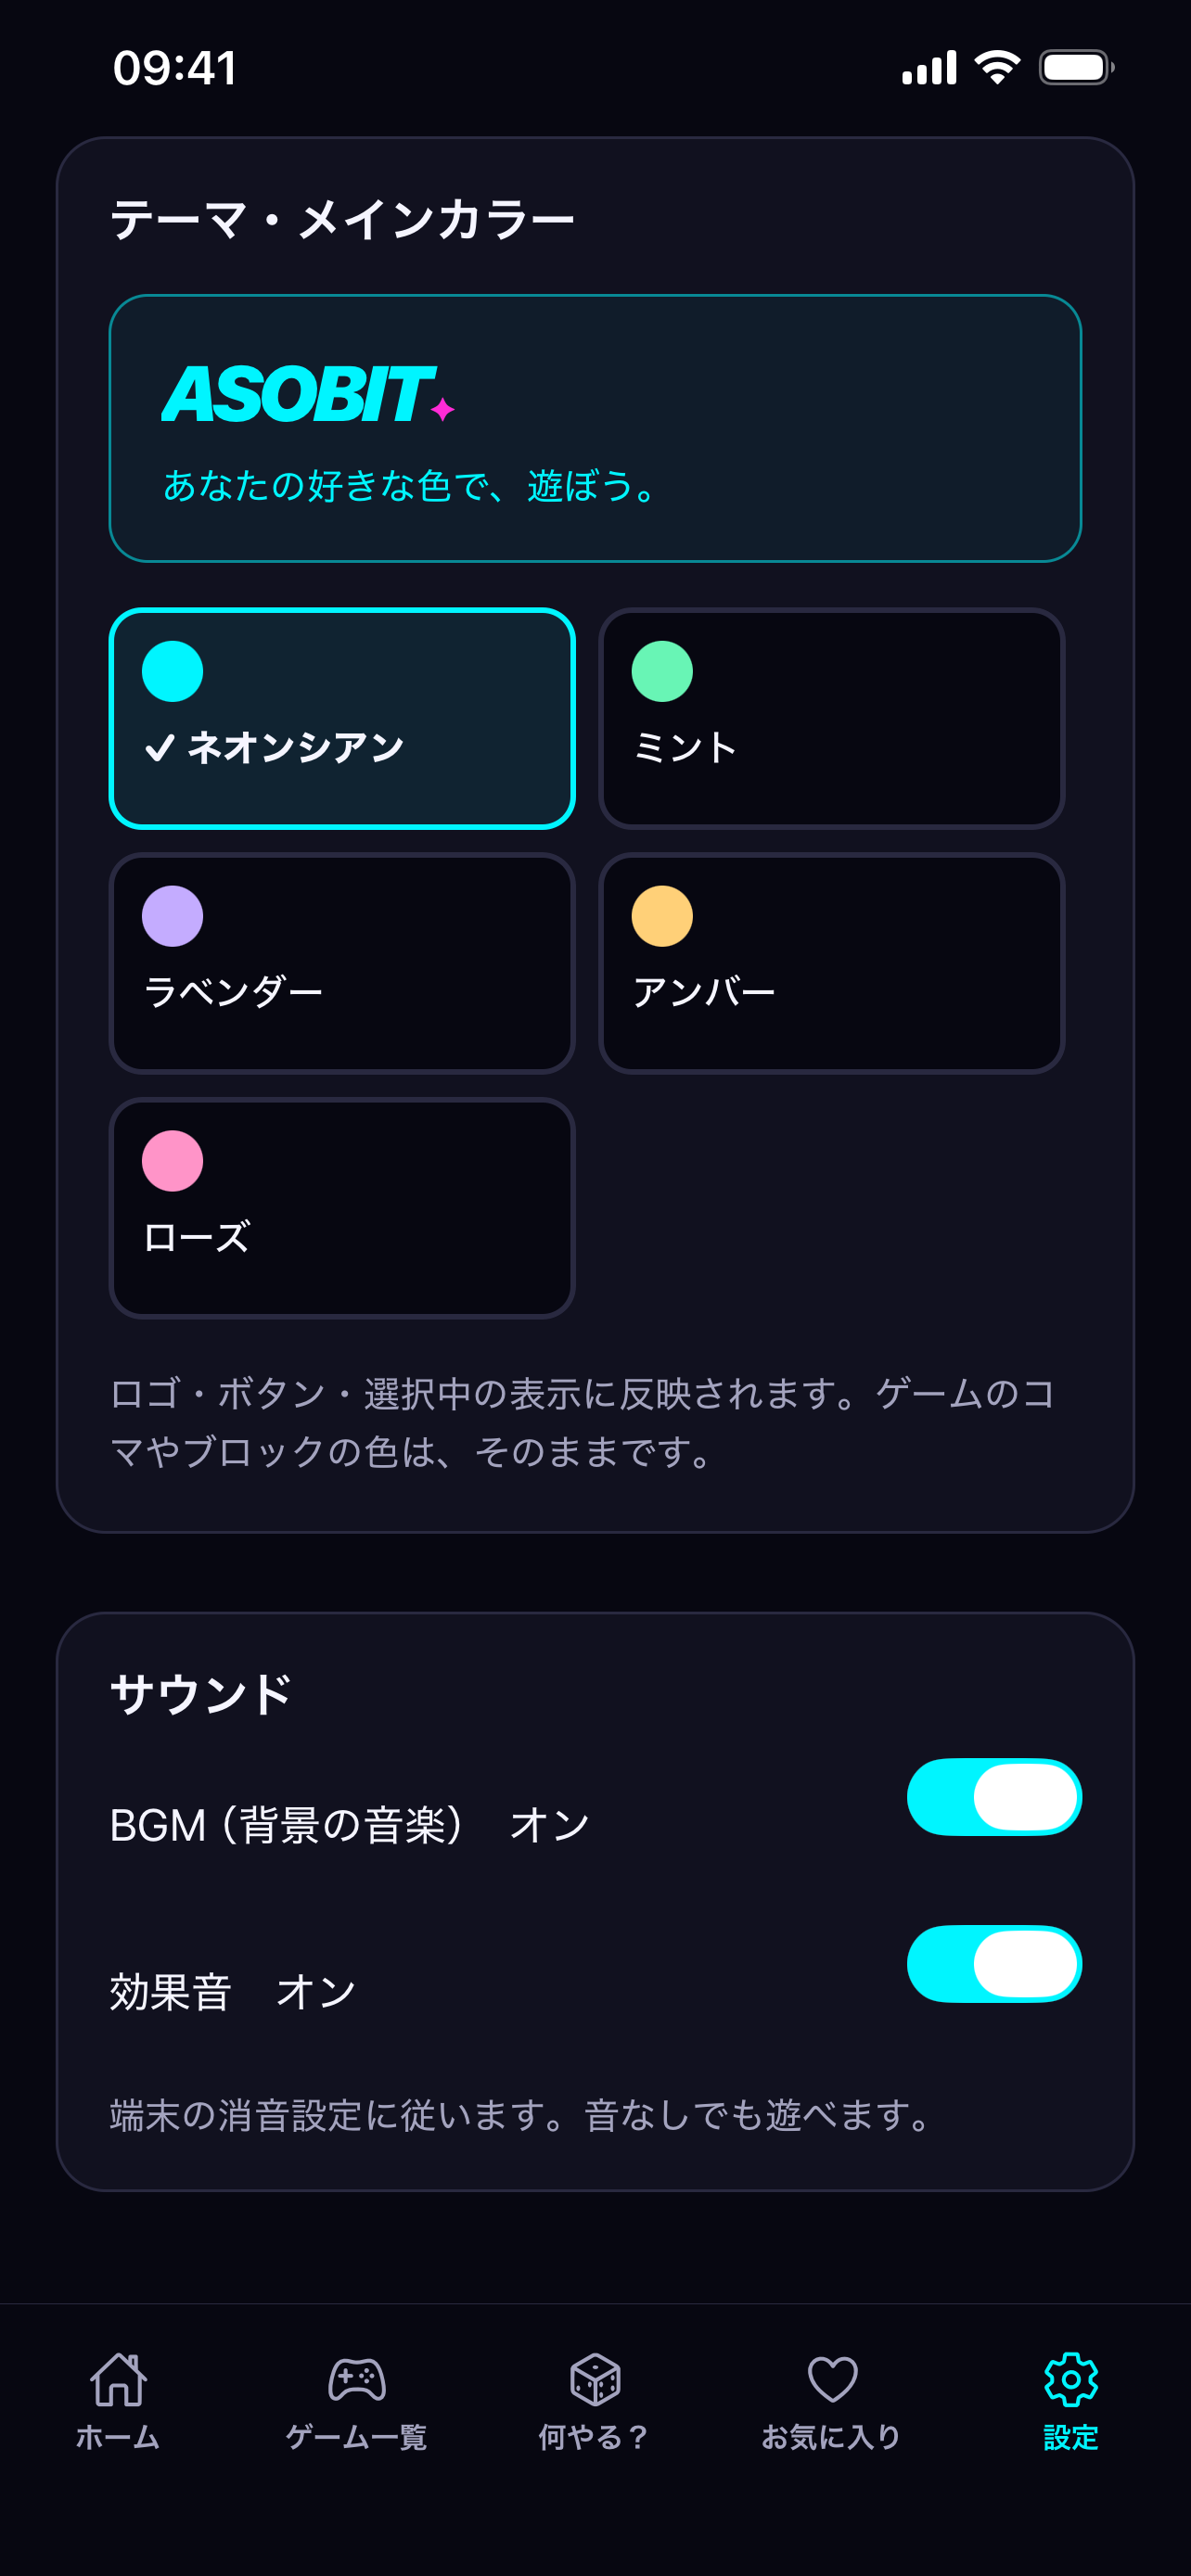 09:41
テーマ・メインカラー
ASOBIT
あなたの好きな色で、遊ぼう。
✓ ネオンシアン
ミント
ラベンダー
アンバー
ローズ
ロゴ・ボタン・選択中の表示に反映されます。ゲームのコ
マやブロックの色は、そのままです。
サウンド
BGM（背景の音楽）　オン
効果音　オン
端末の消音設定に従います。音なしでも遊べます。
ホーム
ゲーム一覧
何やる？
お気に入り
設定